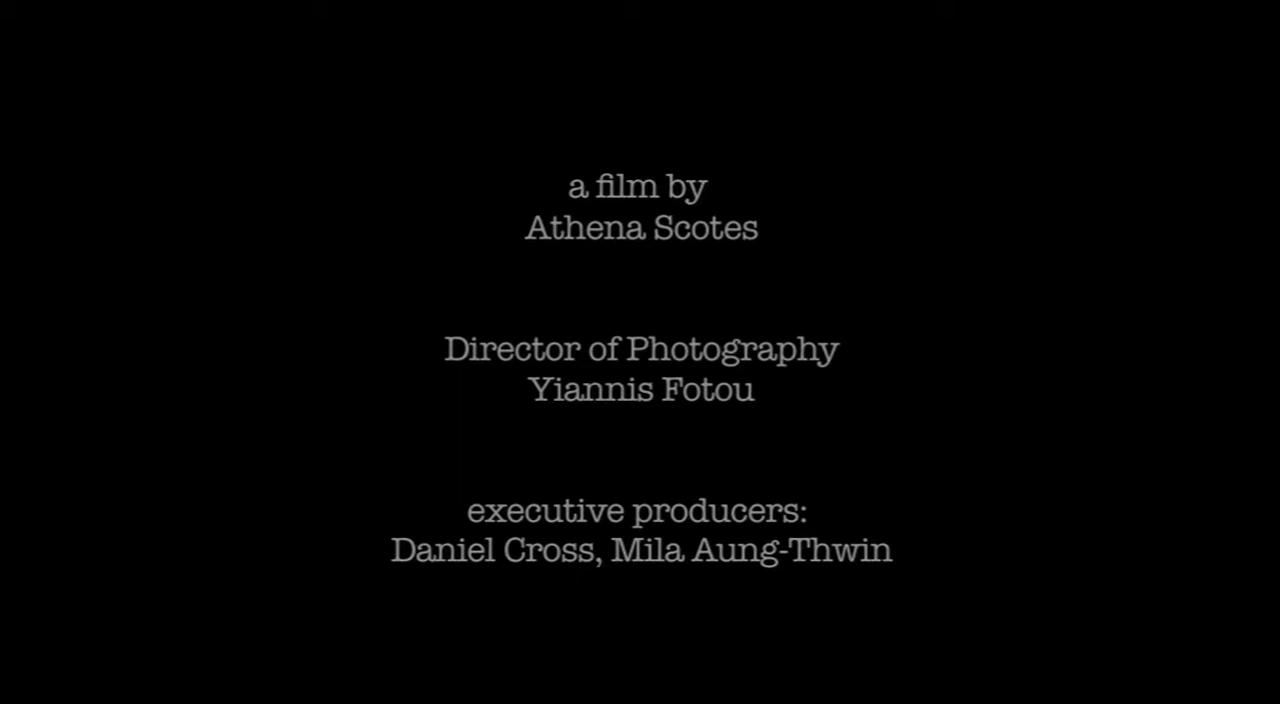 a film by
Athena Scotes
Director of Photography
Yiannis Fotou
executive producers:
Daniel Cross, Mila Aung-Thwin